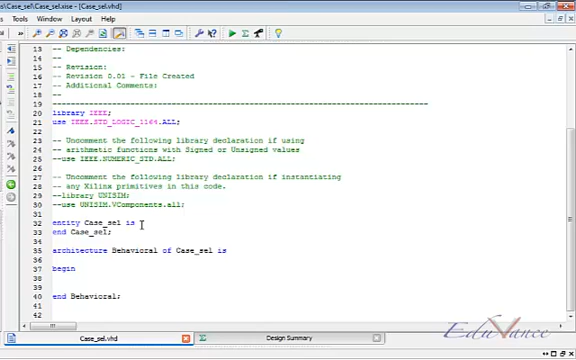 s\Case_sel\Case_sel.xise - [Case_sel.vhd]
Tools Window Layout Help
13 -- Dependencies:
14 --
15 -- Revision:
16 -- Revision 0.01 - File Created
17 -- Additional Comments:
18 --
19 ----------------------------------------------------------------------------------
20 library IEEE;
21 use IEEE.STD_LOGIC_1164.ALL;
22
23 -- Uncomment the following library declaration if using
24 -- arithmetic functions with Signed or Unsigned values
25 --use IEEE.NUMERIC_STD.ALL;
26
27 -- Uncomment the following library declaration if instantiating
28 -- any Xilinx primitives in this code.
29 --library UNISIM;
30 --use UNISIM.VComponents.all;
31
32 entity Case_sel is
33 end Case_sel;
34
35 architecture Behavioral of Case_sel is
36
37 begin
38
39
40 end Behavioral;
41
42
EduVance
Case_sel.vhd
Design Summary